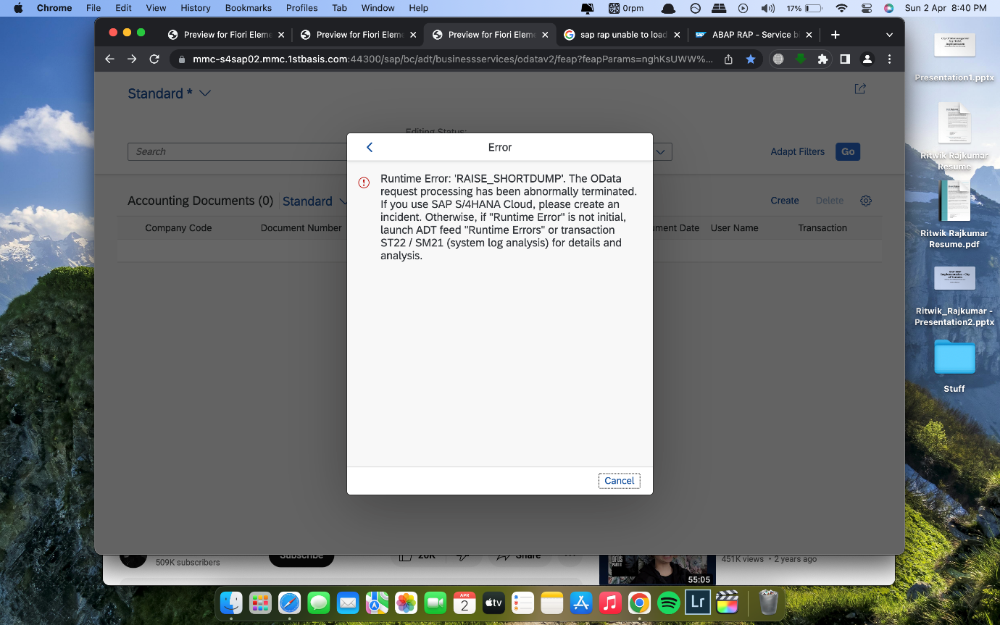 Chrome File Edit View History Bookmarks Profiles Tab Window Help 0rpm 17% Sun 2 Apr 8:40 PM
Preview for Fiori Eleme Preview for Fiori Eleme Preview for Fiori Eleme sap rap unable to load ABAP RAP - Service bi
mmc-s4sap02.mmc.1stbasis.com:44300/sap/bc/adt/businessservices/odatav2/feap?feapParams=nghKsUWW%...
Standard *
Editing Status:
Search
Adapt Filters Go
Accounting Documents (0) Standard
Create Delete
Company Code Document Number ument Date User Name Transaction
Error
Runtime Error: 'RAISE_SHORTDUMP'. The OData
request processing has been abnormally terminated.
If you use SAP S/4HANA Cloud, please create an
incident. Otherwise, if "Runtime Error" is not initial,
launch ADT feed "Runtime Errors" or transaction
ST22 / SM21 (system log analysis) for details and
analysis.
Cancel
Presentation1.pptx
Ritwik Rajkumar
Resume
Ritwik Rajkumar
Resume.pdf
Ritwik_Rajkumar -
Presentation2.pptx
Stuff
509K subscribers
Subscribe
20K
Share
55:05
451K views • 2 years ago
APR
2
tv
Lr